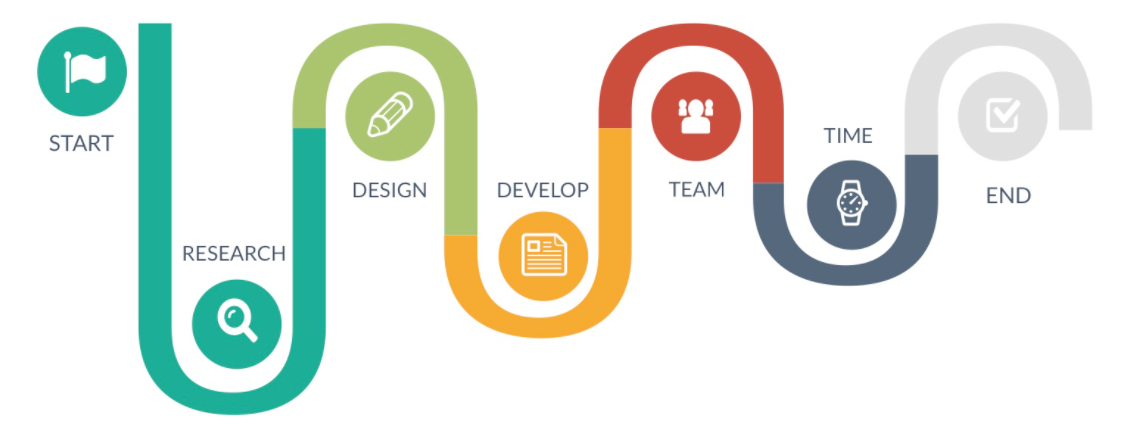 START
RESEARCH
DESIGN
DEVELOP
TEAM
TIME
END